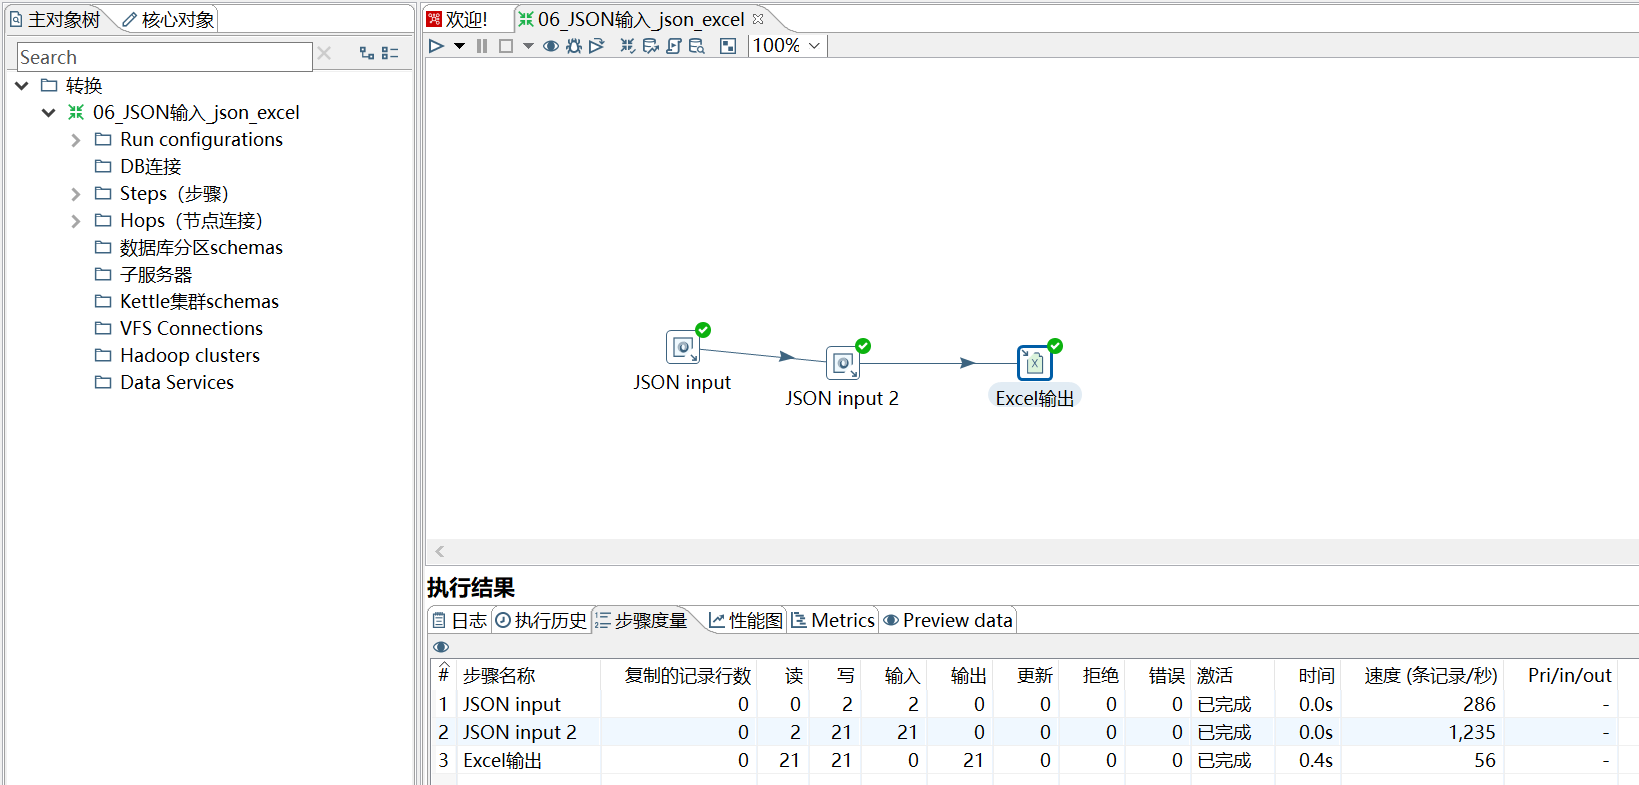 主对象树 核心对象
Search
转换
06_JSON输入_json_excel
Run configurations
DB连接
Steps（步骤）
Hops（节点连接）
数据库分区schemas
子服务器
Kettle集群schemas
VFS Connections
Hadoop clusters
Data Services
欢迎! 06_JSON输入_json_excel
100%
JSON input
JSON input 2
Excel输出
执行结果
日志 执行历史 步骤度量 性能图 Metrics Preview data
# 步骤名称 复制的记录行数 读 写 输入 输出 更新 拒绝 错误 激活 时间 速度 (条记录/秒) Pri/in/out
1 JSON input 0 0 2 2 0 0 0 0 已完成 0.0s 286 -
2 JSON input 2 0 2 21 21 0 0 0 0 已完成 0.0s 1,235 -
3 Excel输出 0 21 21 0 21 0 0 0 已完成 0.4s 56 -